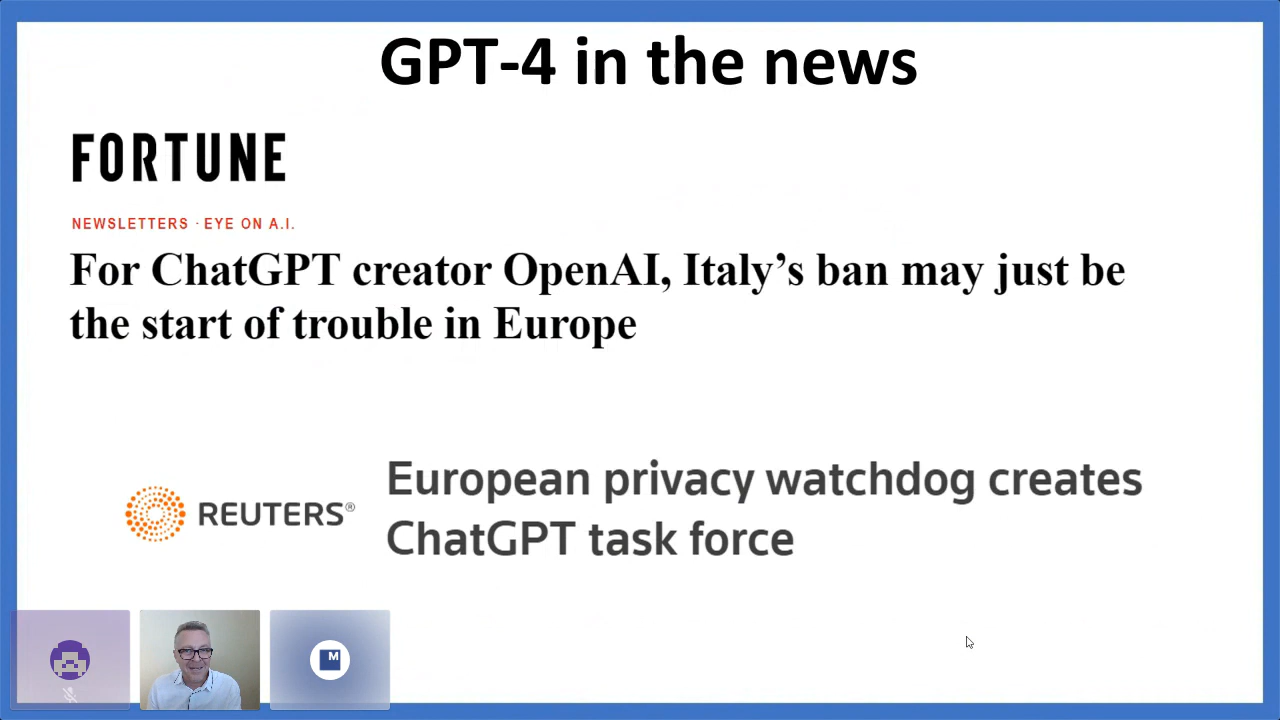 GPT-4 in the news
FORTUNE
NEWSLETTERS · EYE ON A.I.
For ChatGPT creator OpenAI, Italy’s ban may just be
the start of trouble in Europe
REUTERS®
European privacy watchdog creates
ChatGPT task force
M